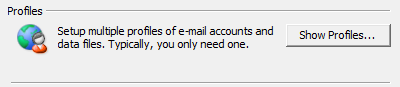 Profiles
Setup multiple profiles of e-mail accounts and
data files. Typically, you only need one.
Show Profiles...